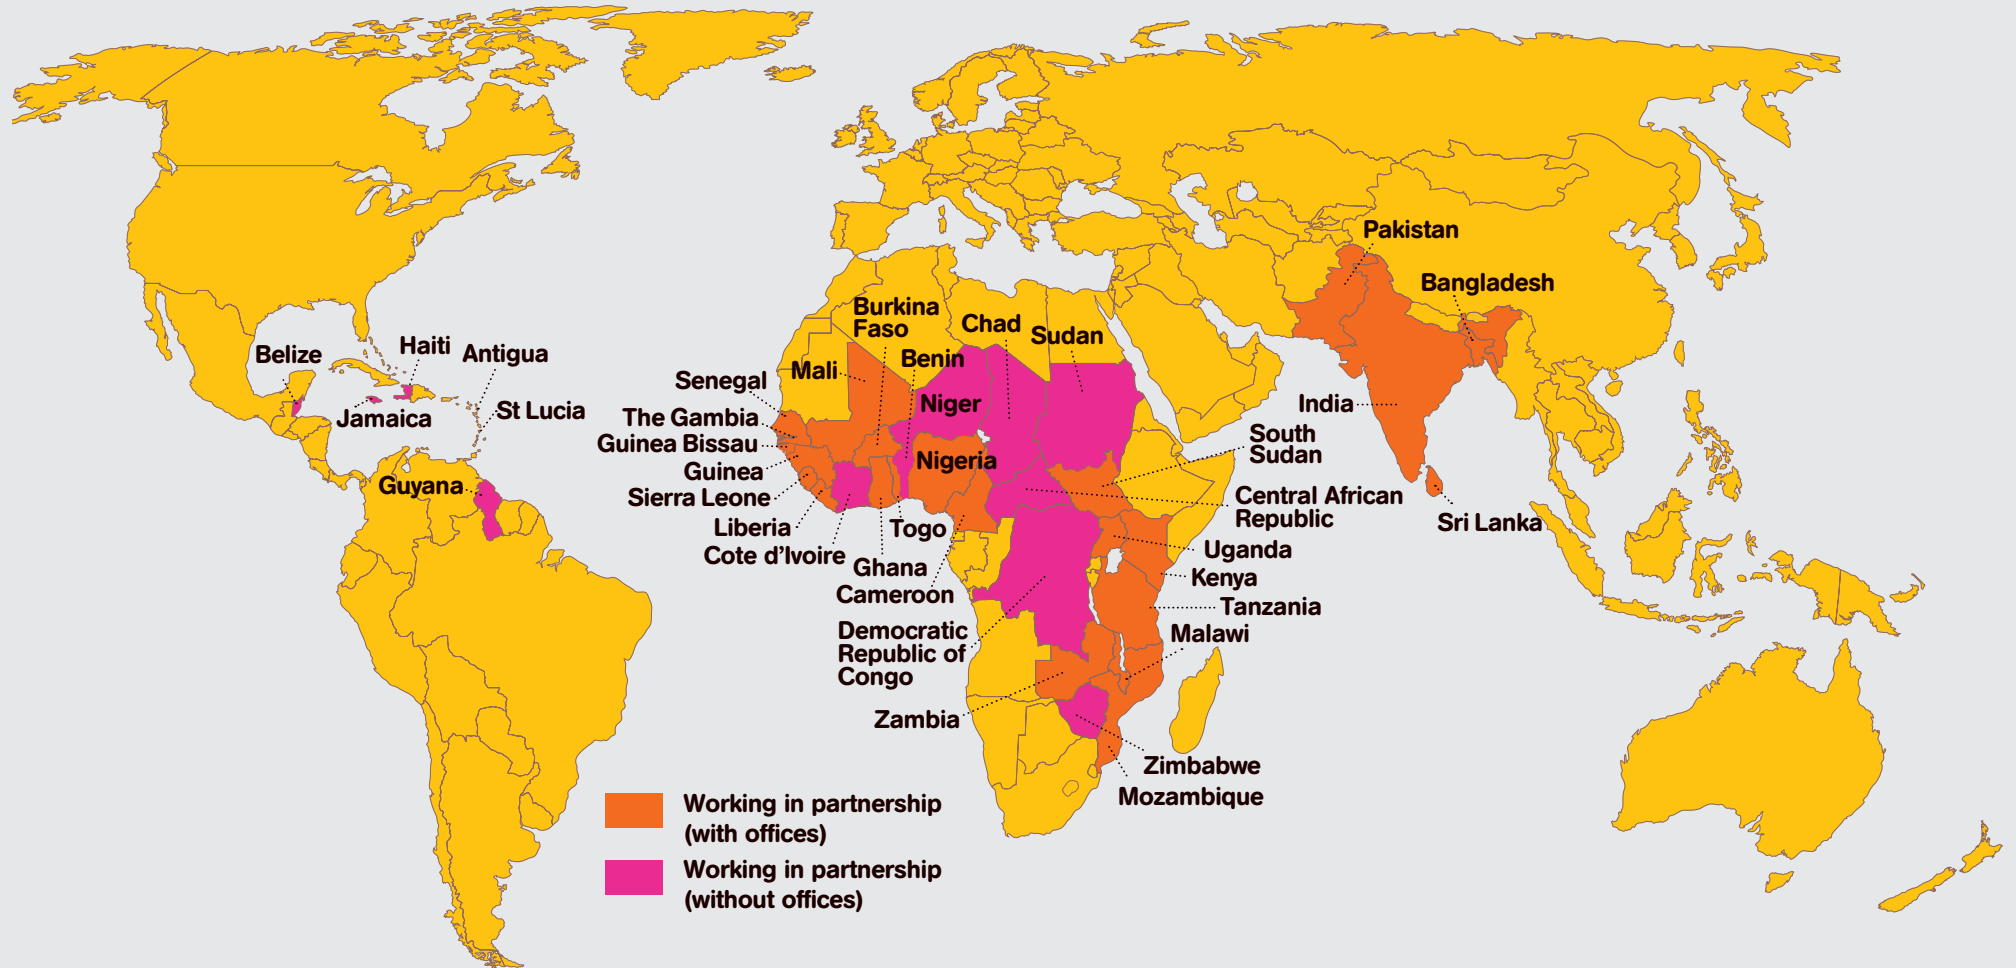 Pakistan
Bangladesh
Burkina
Faso
Chad
Sudan
Belize
Haiti
Antigua
Benin
Mali
Senegal
Jamaica
St Lucia
The Gambia
Niger
India
Guinea Bissau
South
Sudan
Guinea
Nigeria
Guyana
Sierra Leone
Central African
Republic
Sri Lanka
Liberia
Togo
Cote d'Ivoire
Uganda
Ghana
Kenya
Cameroon
Tanzania
Democratic
Republic of
Congo
Malawi
Zambia
Zimbabwe
Mozambique
Working in partnership
(with offices)
Working in partnership
(without offices)